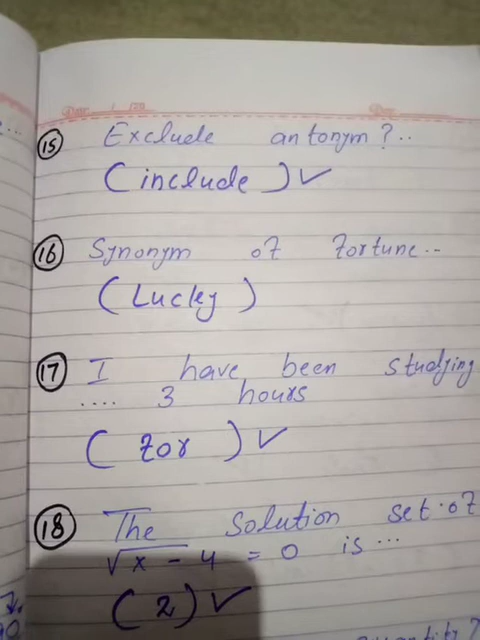 15 Exclude antonym?..
(include) ✓
16 Synonym of fortune..
(Lucky)
17 I have been studying
.... 3 hours
(for) ✓
18 The solution set of
√x - 4 = 0 is ...
(2) ✓